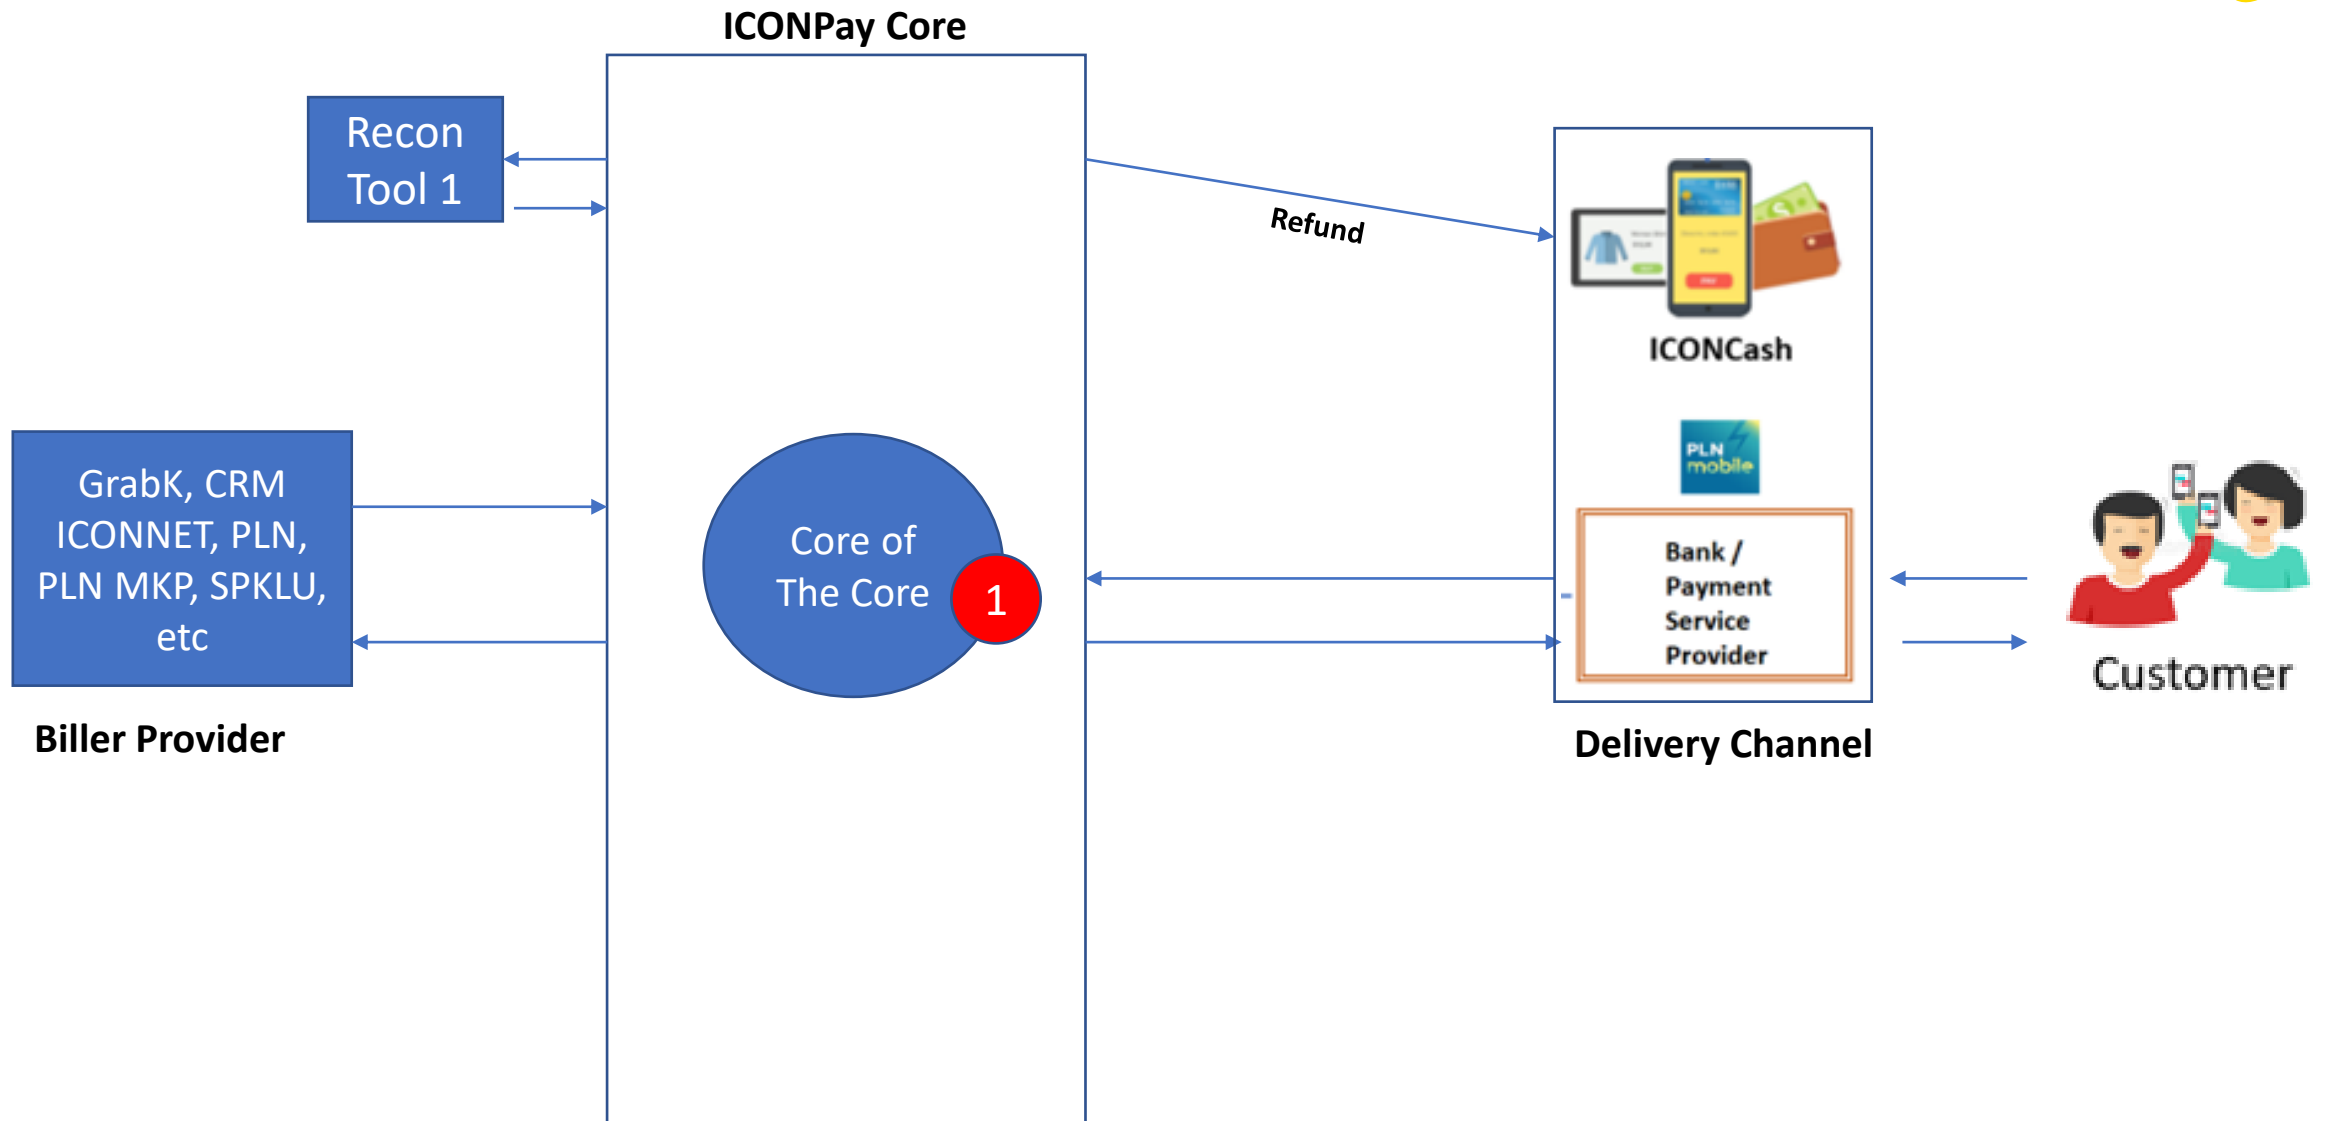 ICONPay Core
Recon
Tool 1
Refund
ICONCash
PLN
mobile
GrabK, CRM
ICONNET, PLN,
PLN MKP, SPKLU,
etc
Core of
The Core
1
Bank /
Payment
Service
Provider
Customer
Biller Provider
Delivery Channel